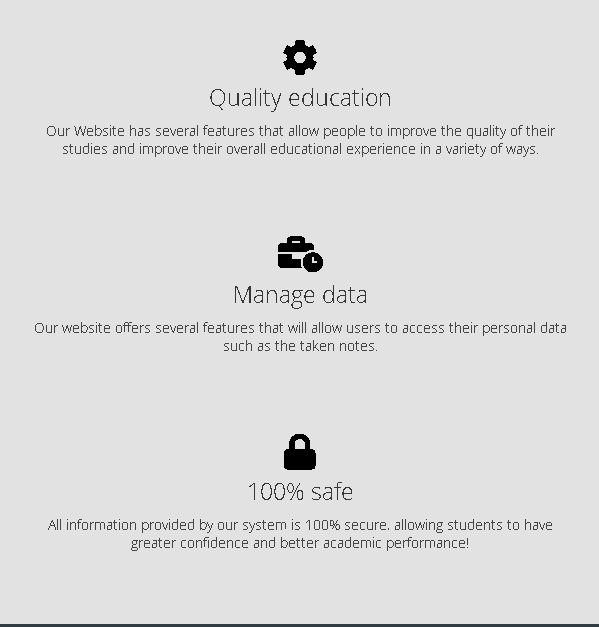 Quality education
Our Website has several features that allow people to improve the quality of their
studies and improve their overall educational experience in a variety of ways.
Manage data
Our website offers several features that will allow users to access their personal data
such as the taken notes.
100% safe
All information provided by our system is 100% secure. allowing students to have
greater confidence and better academic performance!